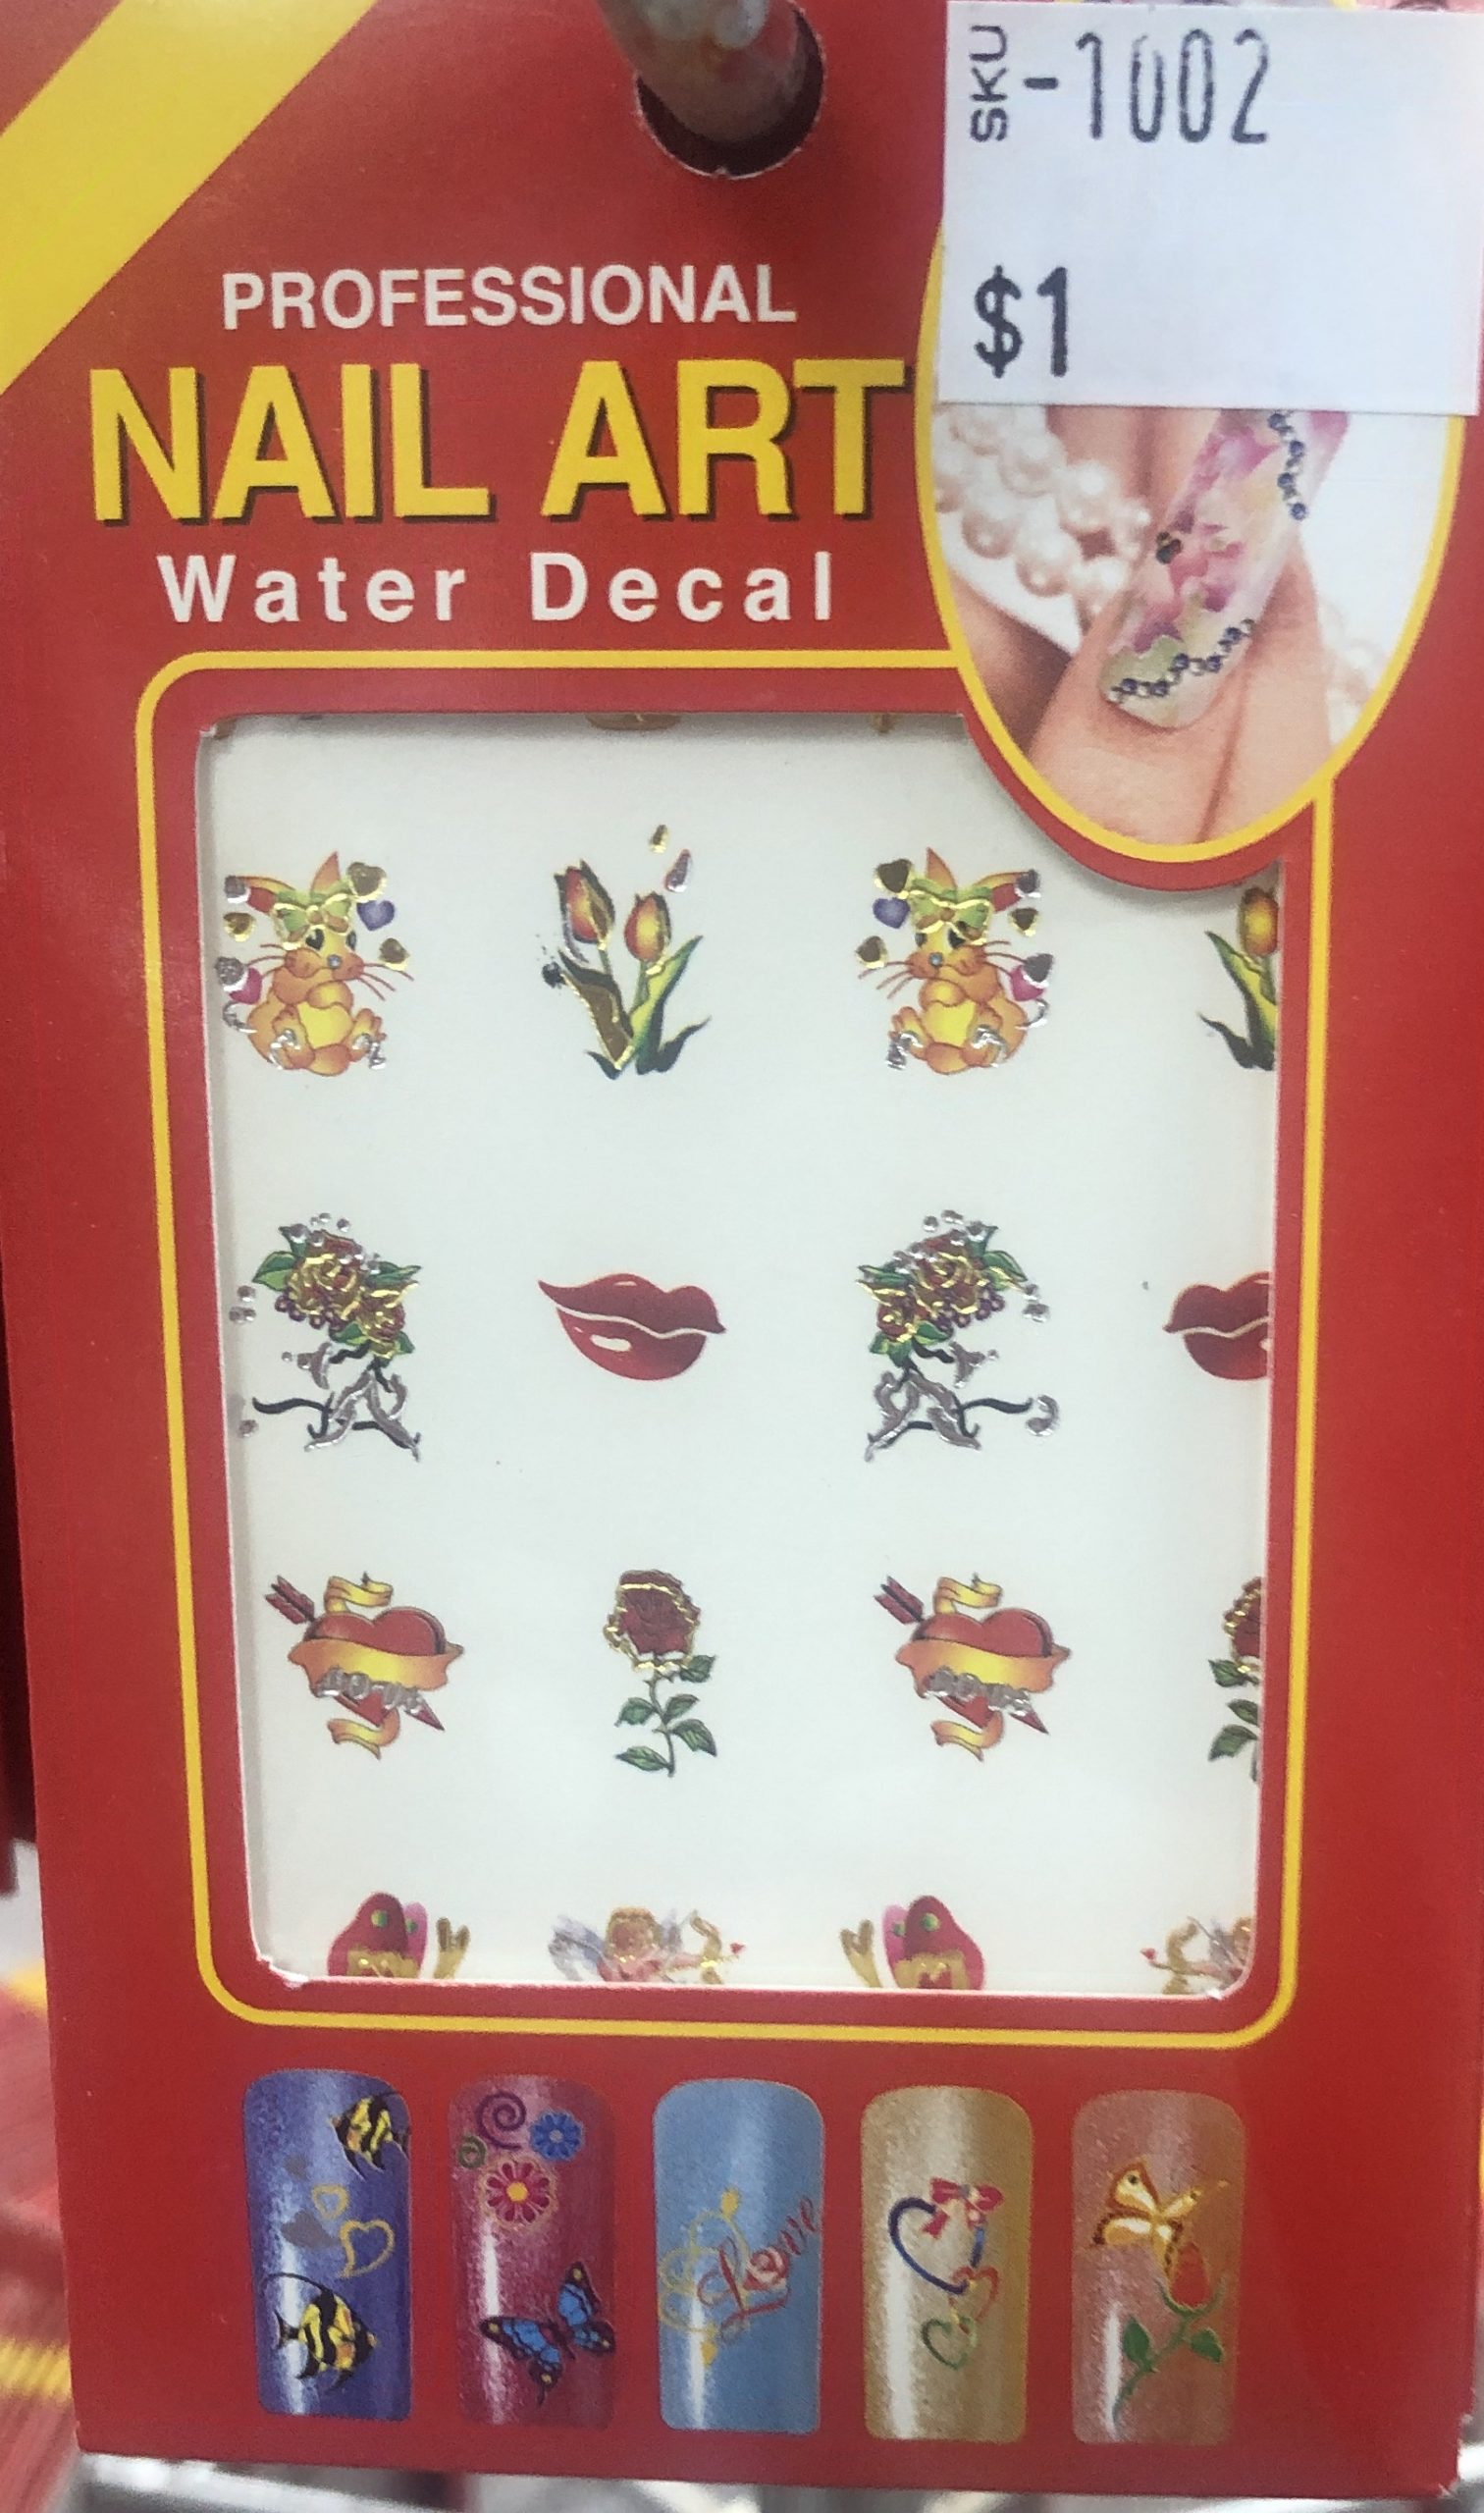 SKU -1002
$1
PROFESSIONAL
NAIL ART
Water Decal
Love